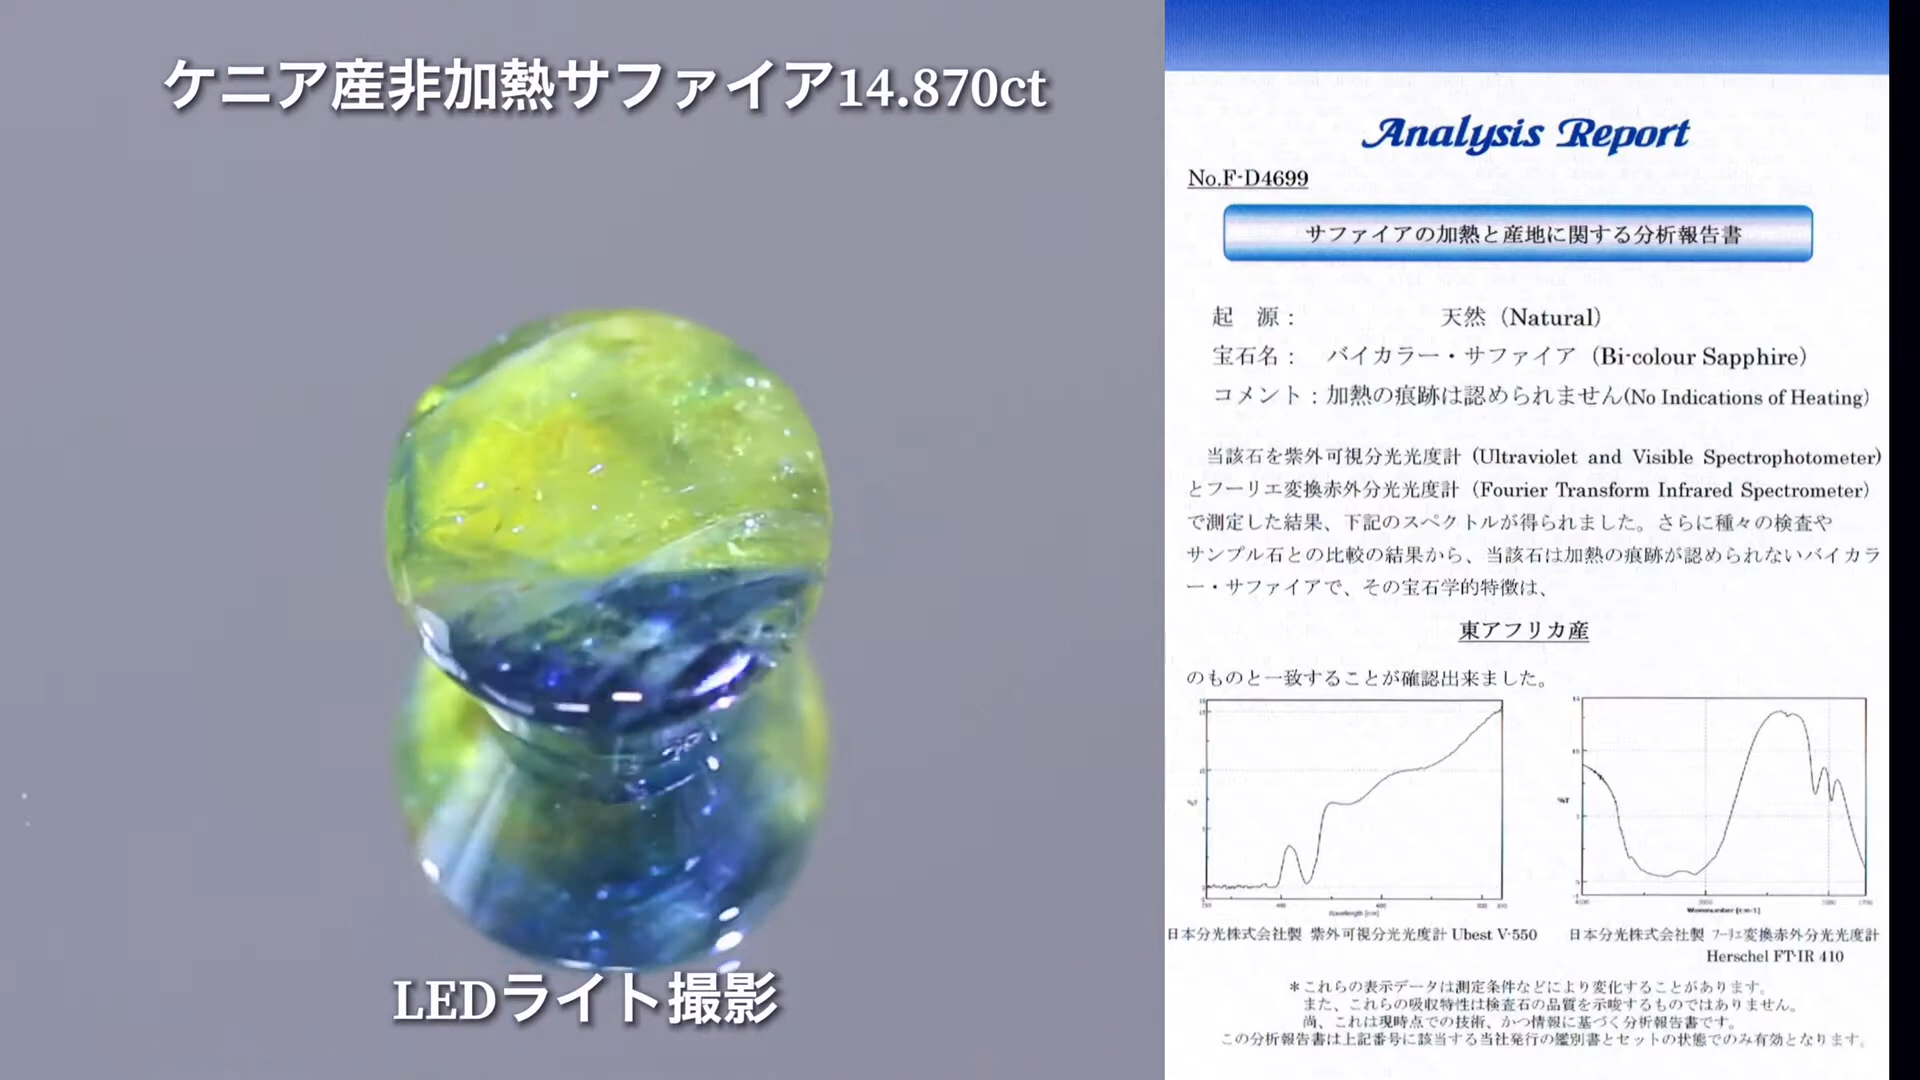 ケニア産非加熱サファイア14.870ct
LEDライト撮影
Analysis Report
No.F-D4699
サファイアの加熱と産地に関する分析報告書
起　源： 天然（Natural）
宝石名： バイカラー・サファイア（Bi-colour Sapphire）
コメント：加熱の痕跡は認められません(No Indications of Heating)
当該石を紫外可視分光光度計（Ultraviolet and Visible Spectrophotometer)
とフーリエ変換赤外分光光度計（Fourier Transform Infrared Spectrometer）
で測定した結果、下記のスペクトルが得られました。さらに種々の検査や
サンプル石との比較の結果から、当該石は加熱の痕跡が認められないバイカラ
ー・サファイアで、その宝石学的特徴は、
東アフリカ産
のものと一致することが確認出来ました。
%T
Wavelength [nm]
Wavenumber [cm-1]
日本分光株式会社製 紫外可視分光光度計 Ubest V-550
日本分光株式会社製 フーリエ変換赤外分光光度計
Herschel FT-IR 410
＊これらの表示データは測定条件などにより変化することがあります。
また、これらの吸収特性は検査石の品質を示唆するものではありません。
尚、これは現時点での技術、かつ情報に基づく分析報告書です。
この分析報告書は上記番号に該当する当社発行の鑑別書とセットの状態でのみ有効となります。